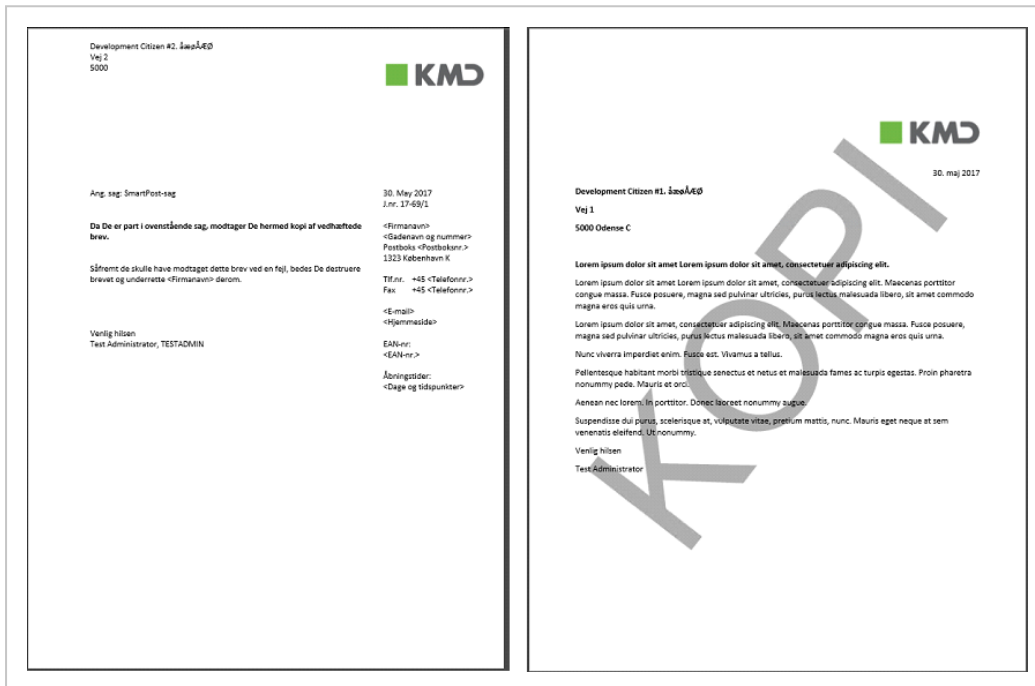 Development Citizen #2. åæøÅÆØ
Vej 2
5000
KMD
Ang. sag: SmartPost-sag
30. May 2017
J.nr. 17-69/1
Da De er part i ovenstående sag, modtager De hermed kopi af vedhæftede
brev.
Såfremt de skulle have modtaget dette brev ved en fejl, bedes De destruere
brevet og underrette <Firmanavn> derom.
Venlig hilsen
Test Administrator, TESTADMIN
<Firmanavn>
<Gadenavn og nummer>
Postboks <Postboksnr.>
1323 København K
Tlf.nr. +45 <Telefonnr.>
Fax +45 <Telefonnr.>
<E-mail>
<Hjemmeside>
EAN-nr:
<EAN-nr.>
Åbningstider:
<Dage og tidspunkter>
KMD
30. maj 2017
Development Citizen #1. åæøÅÆØ
Vej 1
5000 Odense C
Lorem ipsum dolor sit amet Lorem ipsum dolor sit amet, consectetuer adipiscing elit.
Lorem ipsum dolor sit amet Lorem ipsum dolor sit amet, consectetuer adipiscing elit. Maecenas porttitor
congue massa. Fusce posuere, magna sed pulvinar ultricies, purus lectus malesuada libero, sit amet commodo
magna eros quis urna.
Lorem ipsum dolor sit amet, consectetuer adipiscing elit. Maecenas porttitor congue massa. Fusce posuere,
magna sed pulvinar ultricies, purus lectus malesuada libero, sit amet commodo magna eros quis urna.
Nunc viverra imperdiet enim. Fusce est. Vivamus a tellus.
Pellentesque habitant morbi tristique senectus et netus et malesuada fames ac turpis egestas. Proin pharetra
nonummy pede. Mauris et orci.
Aenean nec lorem. In porttitor. Donec laoreet nonummy augue.
Suspendisse dui purus, scelerisque at, vulputate vitae, pretium mattis, nunc. Mauris eget neque at sem
venenatis eleifend. Ut nonummy.
Venlig hilsen
Test Administrator
KOPI